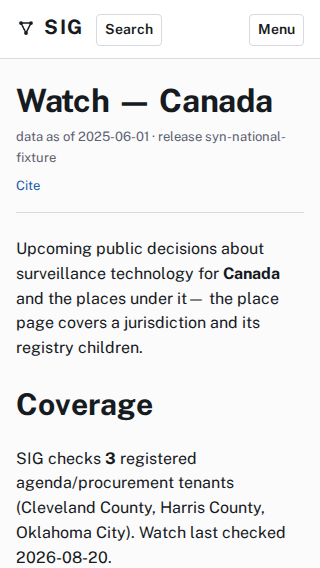 SIG Search Menu
Watch — Canada
data as of 2025-06-01 · release syn-national-
fixture
Cite
Upcoming public decisions about
surveillance technology for Canada
and the places under it— the place
page covers a jurisdiction and its
registry children.
Coverage
SIG checks 3 registered
agenda/procurement tenants
(Cleveland County, Harris County,
Oklahoma City). Watch last checked
2026-08-20.